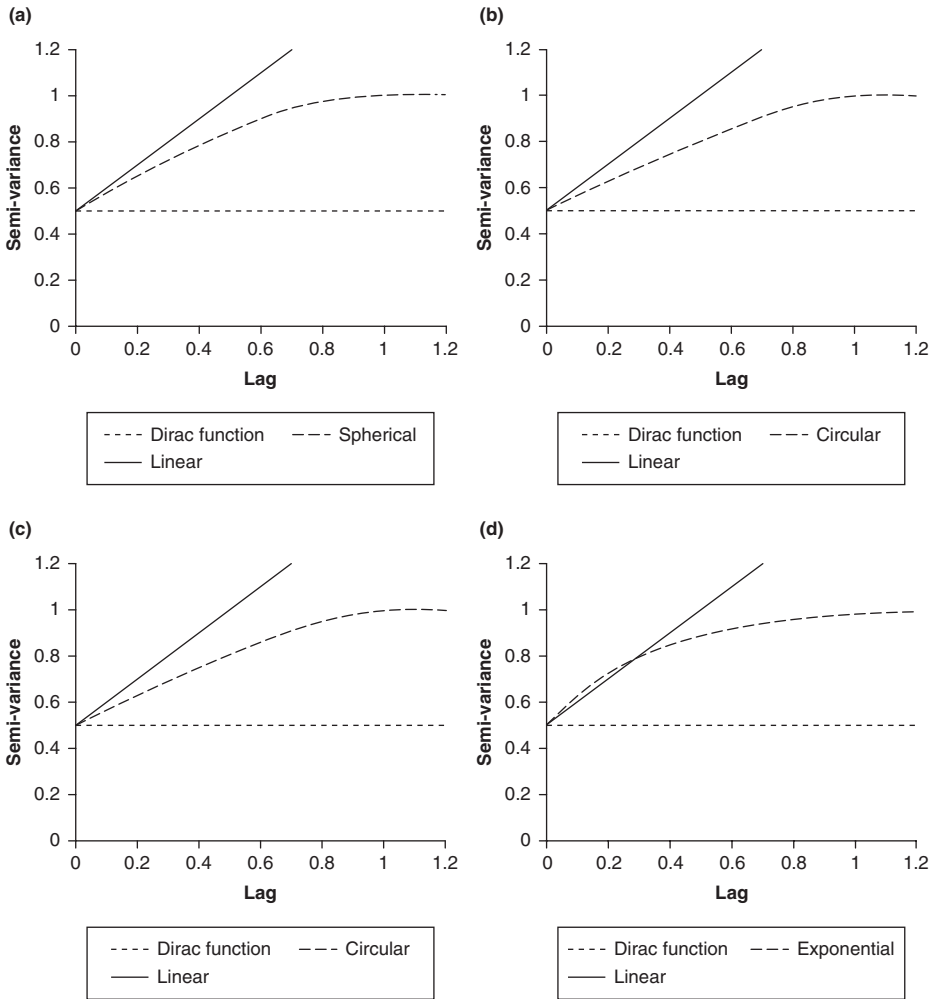 (a)
1.2
1
0.8
0.6
0.4
0.2
0
Semi-variance
0 0.2 0.4 0.6 0.8 1 1.2
Lag
Dirac function Spherical
Linear
(b)
1.2
1
0.8
0.6
0.4
0.2
0
Semi-variance
0 0.2 0.4 0.6 0.8 1 1.2
Lag
Dirac function Circular
Linear
(c)
1.2
1
0.8
0.6
0.4
0.2
0
Semi-variance
0 0.2 0.4 0.6 0.8 1 1.2
Lag
Dirac function Circular
Linear
(d)
1.2
1
0.8
0.6
0.4
0.2
0
Semi-variance
0 0.2 0.4 0.6 0.8 1 1.2
Lag
Dirac function Exponential
Linear